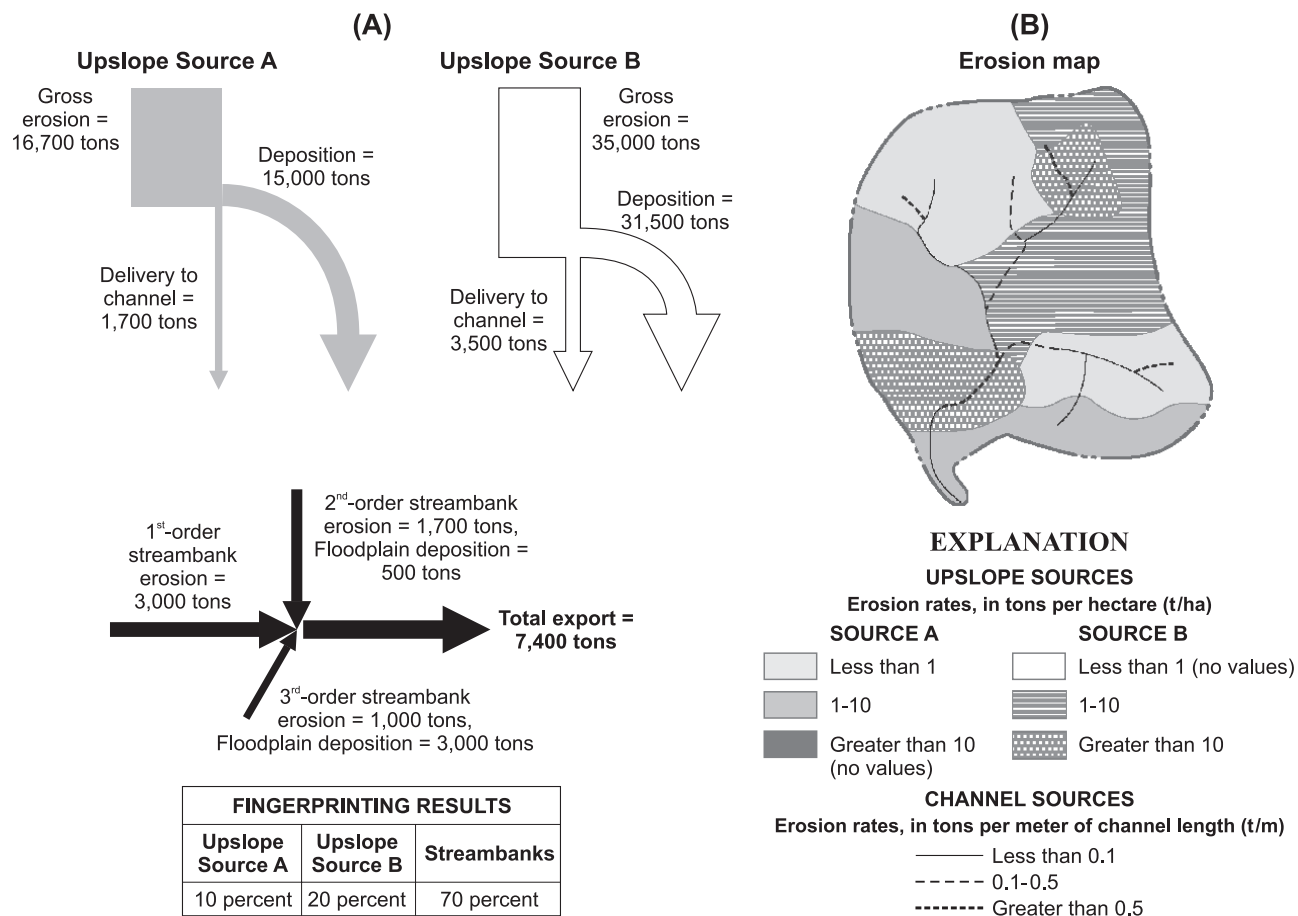 (A)
Upslope Source A
Gross
erosion =
16,700 tons
Deposition =
15,000 tons
Delivery to
channel =
1,700 tons
Upslope Source B
Gross
erosion =
35,000 tons
Deposition =
31,500 tons
Delivery to
channel =
3,500 tons
1st-order
streambank
erosion =
3,000 tons
2nd-order streambank
erosion = 1,700 tons,
Floodplain deposition =
500 tons
Total export =
7,400 tons
3rd-order streambank
erosion = 1,000 tons,
Floodplain deposition = 3,000 tons
FINGERPRINTING RESULTS
Upslope
Source A
Upslope
Source B
Streambanks
10 percent
20 percent
70 percent
(B)
Erosion map
EXPLANATION
UPSLOPE SOURCES
Erosion rates, in tons per hectare (t/ha)
SOURCE A
Less than 1
1-10
Greater than 10
(no values)
SOURCE B
Less than 1 (no values)
1-10
Greater than 10
CHANNEL SOURCES
Erosion rates, in tons per meter of channel length (t/m)
Less than 0.1
0.1-0.5
Greater than 0.5